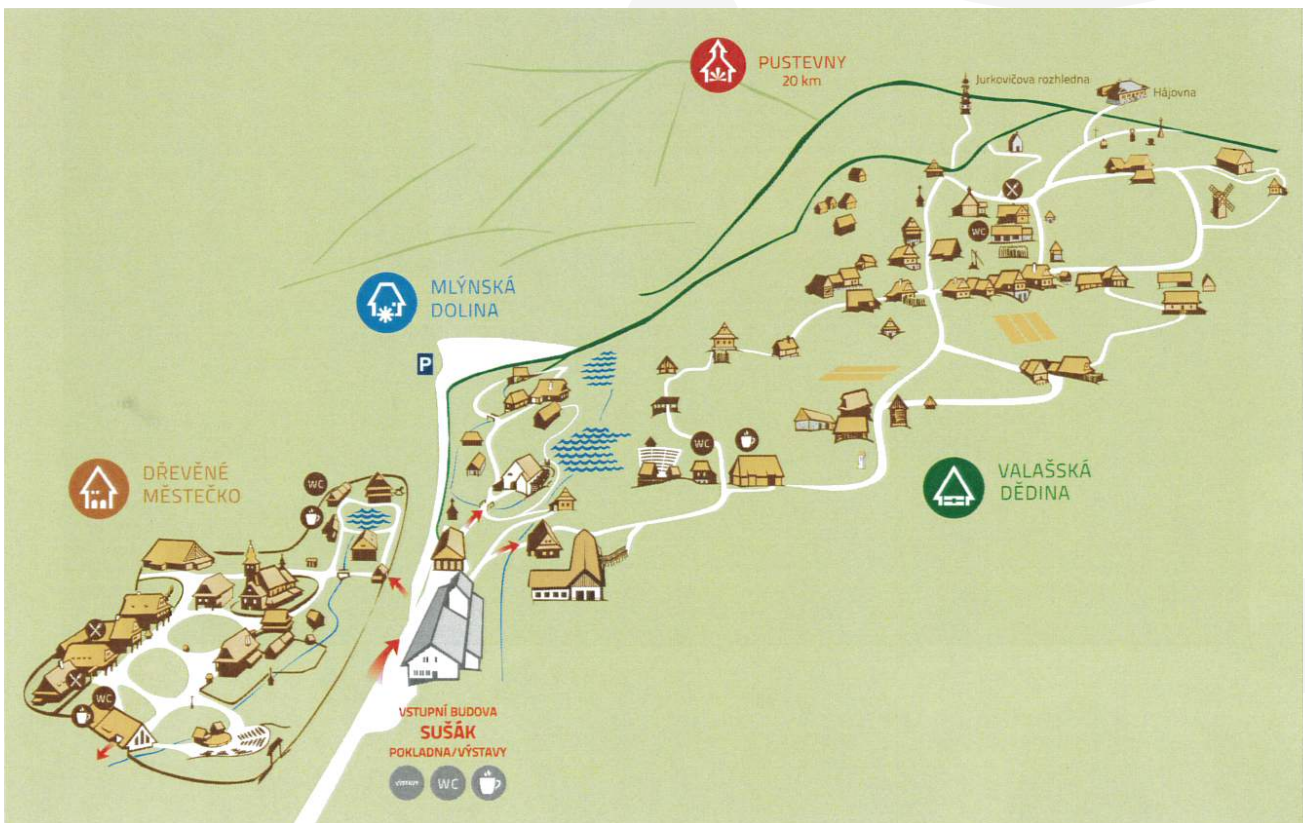 PUSTEVNY
20 km
Jurkovičova rozhledna
Hájovna
WC
MLÝNSKÁ
DOLINA
P
WC
DŘEVĚNÉ
MĚSTEČKO
WC
VALAŠSKÁ
DĚDINA
WC
VSTUPNÍ BUDOVA
SUŠÁK
POKLADNA/VÝSTAVY
WC